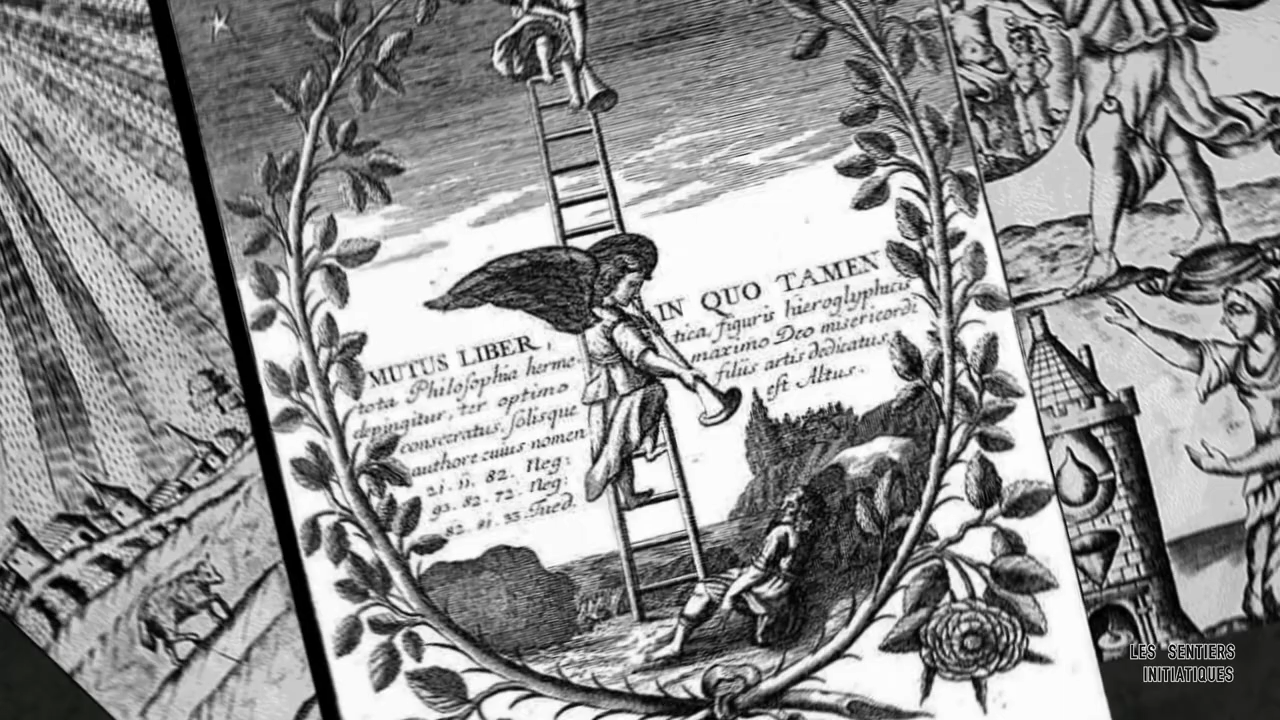 MUTUS LIBER, IN QUO TAMEN
tota Philosophia herme- tica, figuris hieroglyphicis
depingitur, ter optimo maximo Deo misericordi
consecratus, solisque filiis artis dedicatus,
authore cuius nomen est Altus.
21. 11. 82. Neg:
93. 82. 72. Neg:
82. 81. 33. Tued.
LES SENTIERS
INITIATIQUES